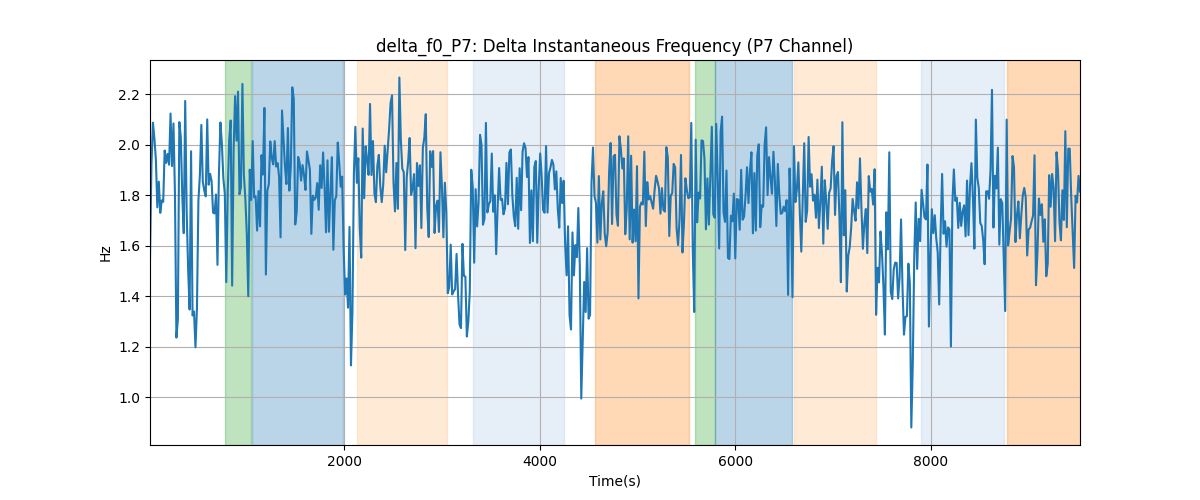 delta_f0_P7: Delta Instantaneous Frequency (P7 Channel)
2.2
2.0
1.8
1.6
1.4
1.2
1.0
Hz
2000 4000 6000 8000
Time(s)